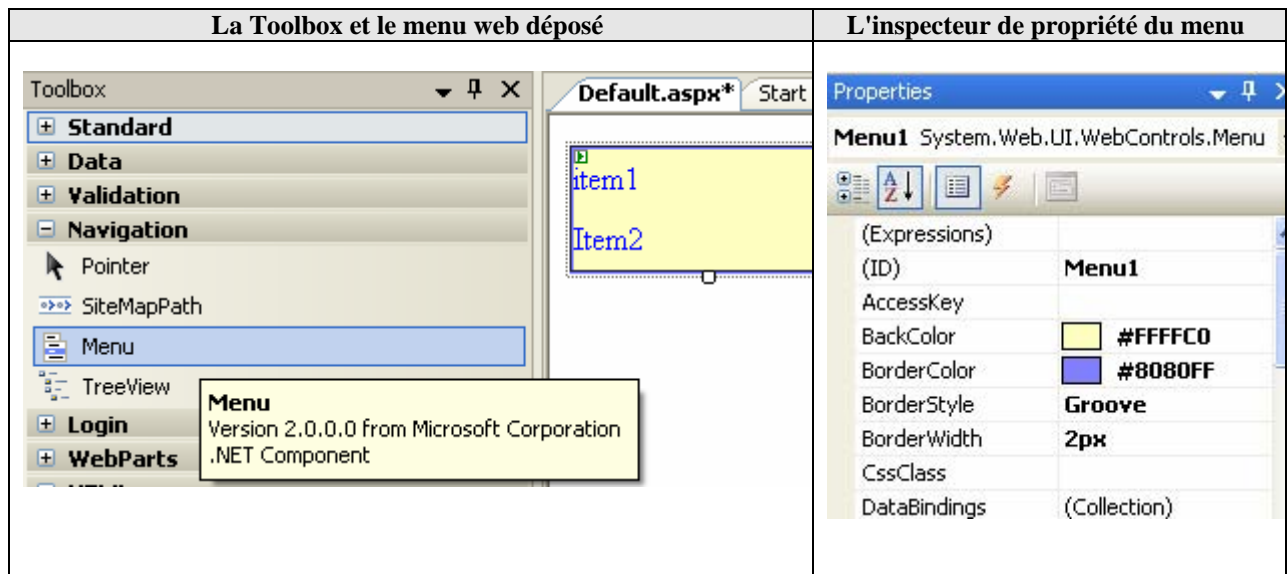 La Toolbox et le menu web déposé
L'inspecteur de propriété du menu
Toolbox
Standard
Data
Validation
Navigation
Pointer
SiteMapPath
Menu
TreeView
Login
WebParts
Menu
Version 2.0.0.0 from Microsoft Corporation
.NET Component
Default.aspx* Start
item1
Item2
Properties
Menu1 System.Web.UI.WebControls.Menu
(Expressions)
(ID) Menu1
AccessKey
BackColor #FFFFC0
BorderColor #8080FF
BorderStyle Groove
BorderWidth 2px
CssClass
DataBindings (Collection)